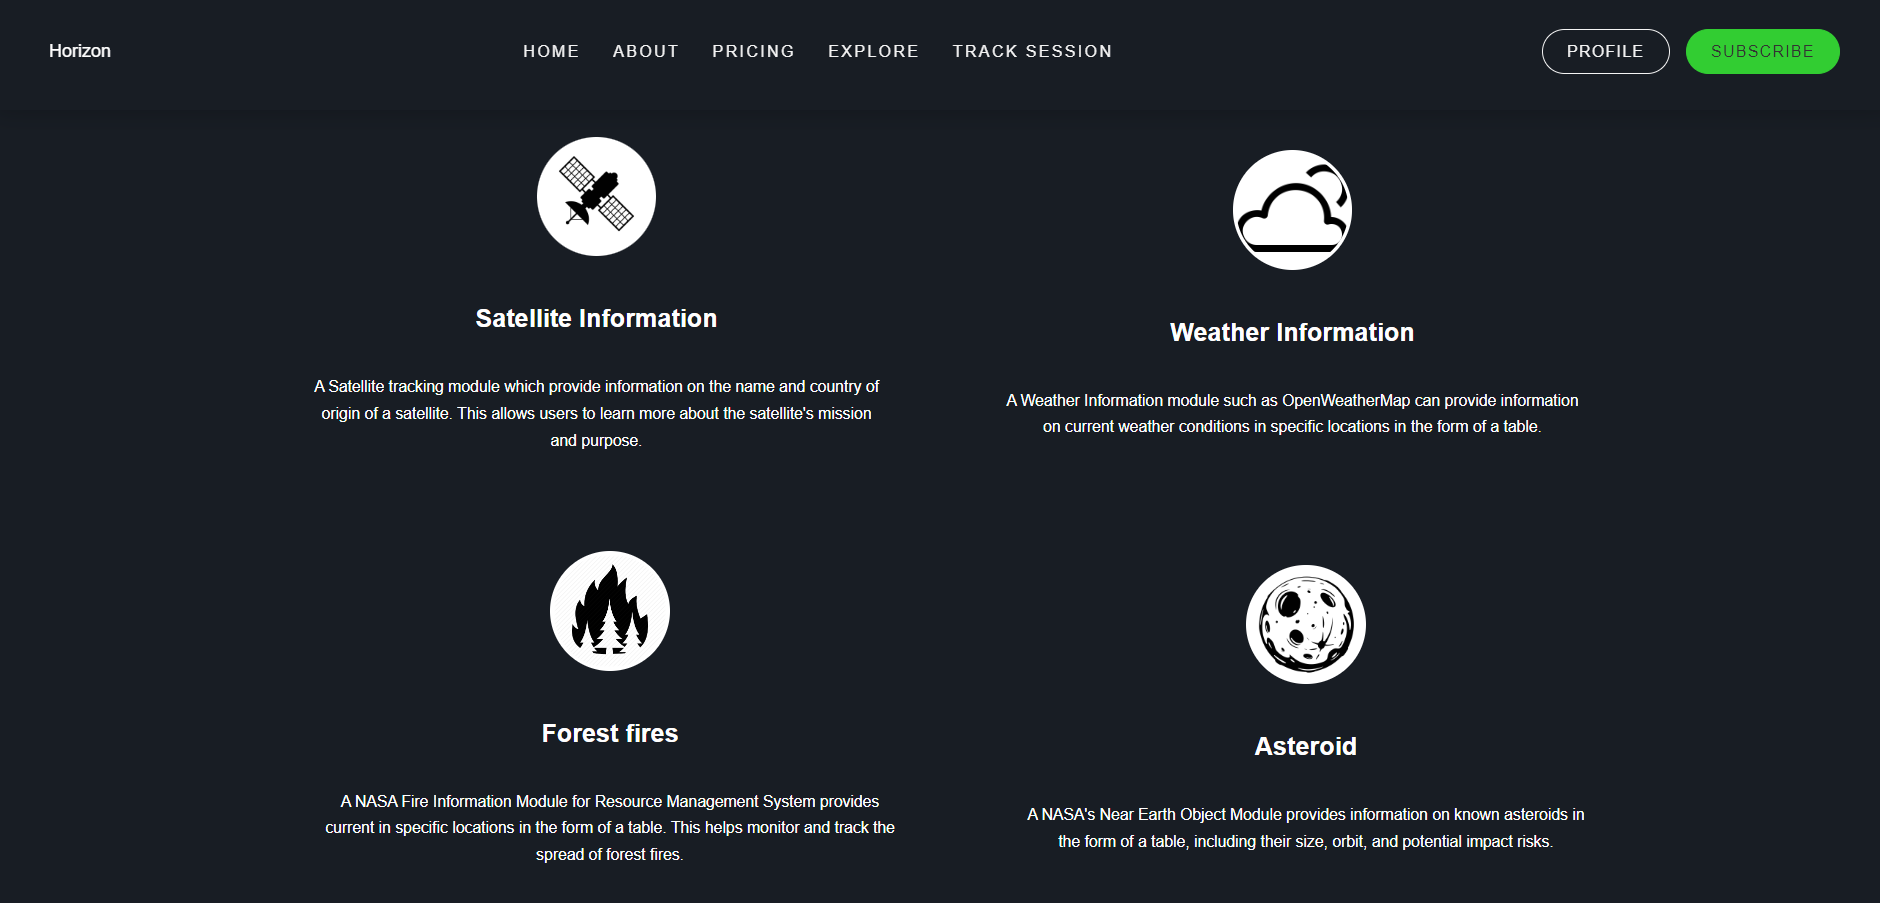 Horizon
HOME ABOUT PRICING EXPLORE TRACK SESSION
PROFILE SUBSCRIBE
Satellite Information
A Satellite tracking module which provide information on the name and country of
origin of a satellite. This allows users to learn more about the satellite's mission
and purpose.
Weather Information
A Weather Information module such as OpenWeatherMap can provide information
on current weather conditions in specific locations in the form of a table.
Forest fires
A NASA Fire Information Module for Resource Management System provides
current in specific locations in the form of a table. This helps monitor and track the
spread of forest fires.
Asteroid
A NASA's Near Earth Object Module provides information on known asteroids in
the form of a table, including their size, orbit, and potential impact risks.